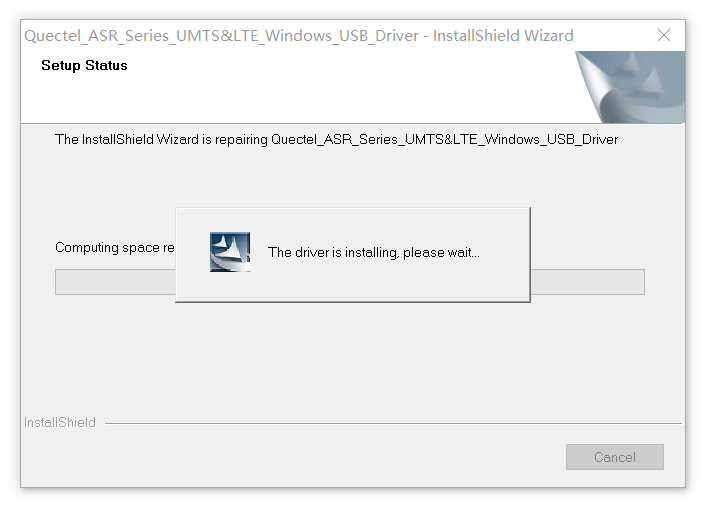 Quectel_ASR_Series_UMTS&LTE_Windows_USB_Driver - InstallShield Wizard
Setup Status
The InstallShield Wizard is repairing Quectel_ASR_Series_UMTS&LTE_Windows_USB_Driver
Computing space re
The driver is installing, please wait...
InstallShield
Cancel